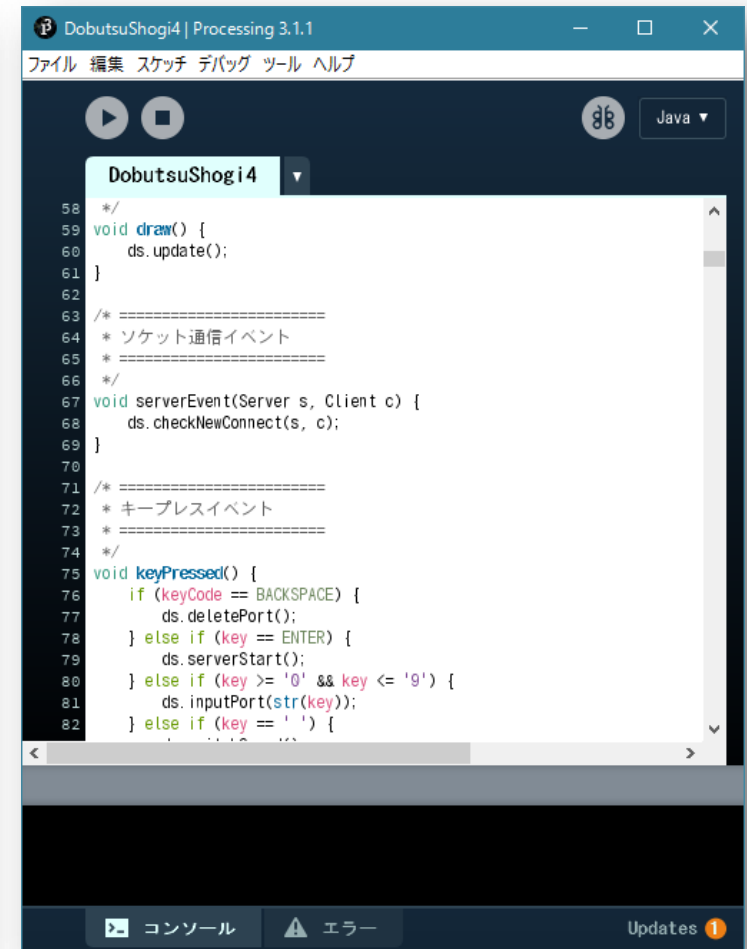 DobutsuShogi4 | Processing 3.1.1
ファイル 編集 スケッチ デバッグ ツール ヘルプ
Java ▼
DobutsuShogi4 ▼
58 */
59 void draw() {
60     ds.update();
61 }
62
63 /* ========================
64  * ソケット通信イベント
65  * ========================
66  */
67 void serverEvent(Server s, Client c) {
68     ds.checkNewConnect(s, c);
69 }
70
71 /* ========================
72  * キープレスイベント
73  * ========================
74  */
75 void keyPressed() {
76     if (keyCode == BACKSPACE) {
77         ds.deletePort();
78     } else if (key == ENTER) {
79         ds.serverStart();
80     } else if (key >= '0' && key <= '9') {
81         ds.inputPort(str(key));
82     } else if (key == ' ') {
コンソール エラー Updates 1